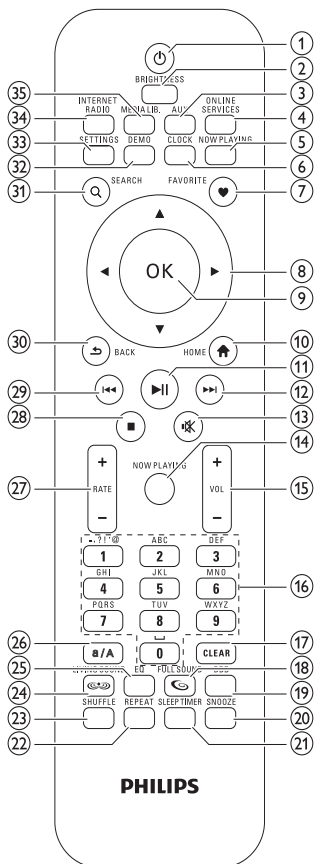 1
BRIGHTNESS
2
35
INTERNET RADIO
MEDIA LIB.
AUX
ONLINE SERVICES
3
34
4
33
SETTINGS
DEMO
CLOCK
NOW PLAYING
5
32
6
31
SEARCH
FAVORITE
7
OK
8
9
30
BACK
HOME
10
11
29
12
28
13
NOW PLAYING
14
27
+
RATE
-
+
VOL
-
15
-.?!'@
ABC
DEF
1
2
3
GHI
JKL
MNO
4
5
6
16
PQRS
TUV
WXYZ
7
8
9
26
a/A
0
CLEAR
17
25
EQ
FULL SOUND
18
24
19
23
SHUFFLE
REPEAT
SLEEP TIMER
SNOOZE
20
22
21
PHILIPS